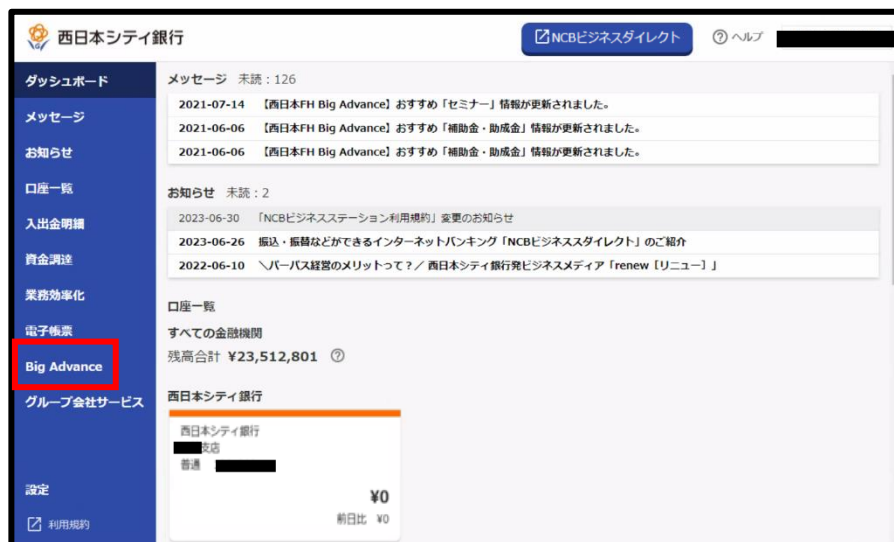 西日本シティ銀行
NCBビジネスダイレクト
ヘルプ
ダッシュボード
メッセージ
お知らせ
口座一覧
入出金明細
資金調達
業務効率化
電子帳票
Big Advance
グループ会社サービス
設定
利用規約
メッセージ 未読：126
2021-07-14 【西日本FH Big Advance】おすすめ「セミナー」情報が更新されました。
2021-06-06 【西日本FH Big Advance】おすすめ「補助金・助成金」情報が更新されました。
2021-06-06 【西日本FH Big Advance】おすすめ「補助金・助成金」情報が更新されました。
お知らせ 未読：2
2023-06-30 「NCBビジネスステーション利用規約」変更のお知らせ
2023-06-26 振込・振替などができるインターネットバンキング「NCBビジネスダイレクト」のご紹介
2022-06-10 ＼パーパス経営のメリットって？／ 西日本シティ銀行発ビジネスメディア「renew［リニュー］」
口座一覧
すべての金融機関
残高合計 ¥23,512,801
西日本シティ銀行
西日本シティ銀行
支店
普通
¥0
前日比 ¥0